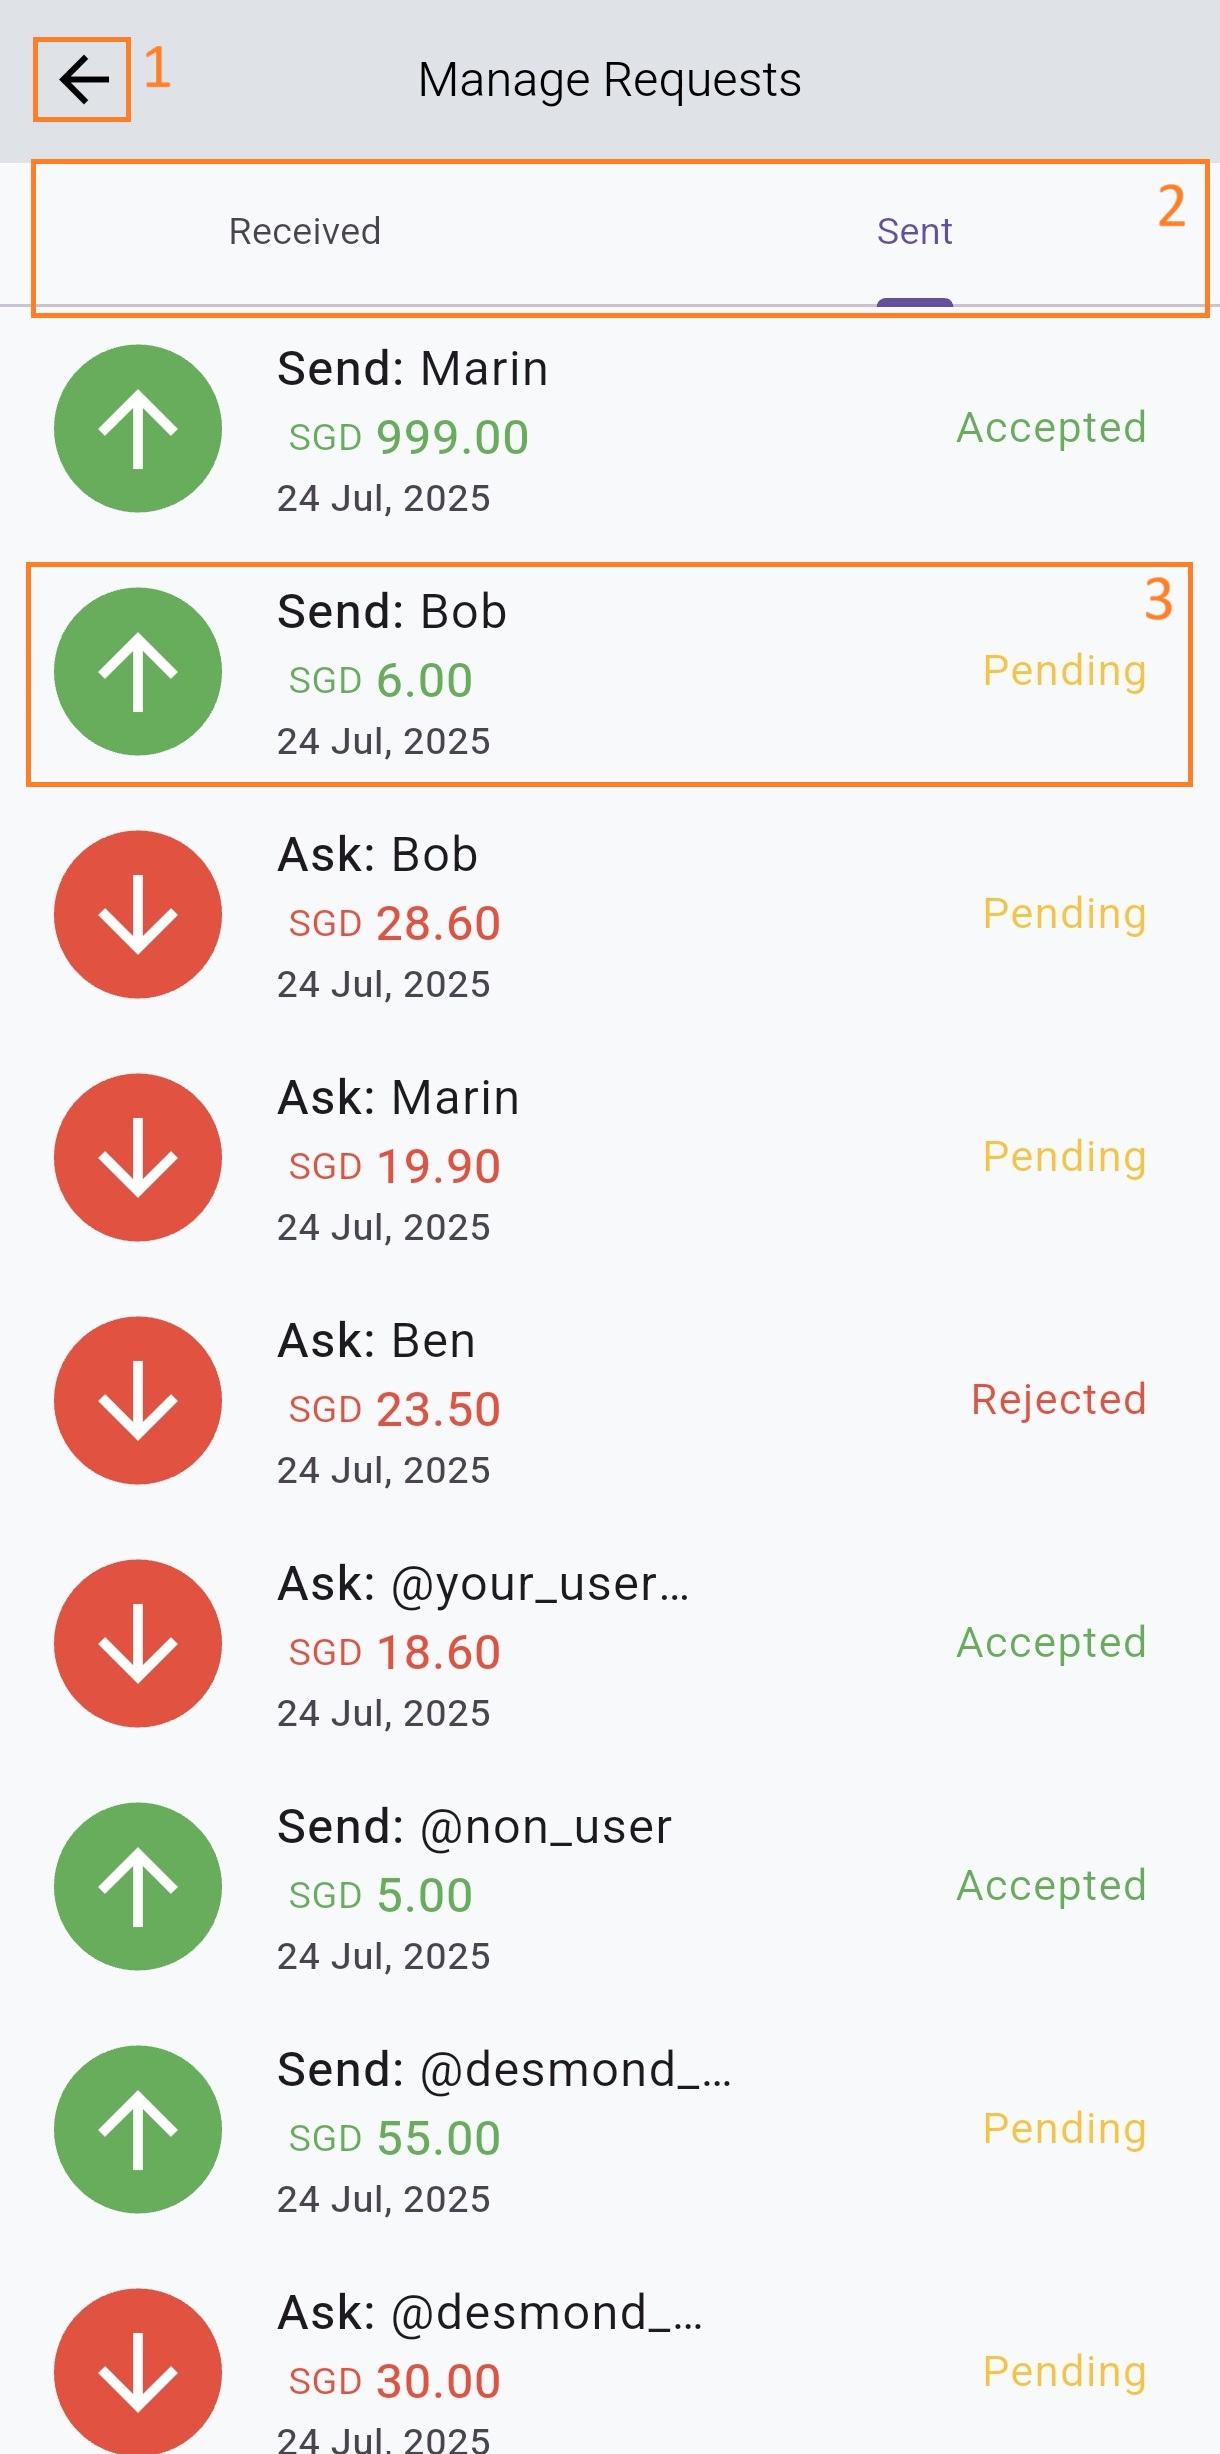 1
Manage Requests
Received
Sent
2
Send: Marin
SGD 999.00
24 Jul, 2025
Accepted
3
Send: Bob
SGD 6.00
24 Jul, 2025
Pending
Ask: Bob
SGD 28.60
24 Jul, 2025
Pending
Ask: Marin
SGD 19.90
24 Jul, 2025
Pending
Ask: Ben
SGD 23.50
24 Jul, 2025
Rejected
Ask: @your_user...
SGD 18.60
24 Jul, 2025
Accepted
Send: @non_user
SGD 5.00
24 Jul, 2025
Accepted
Send: @desmond_...
SGD 55.00
24 Jul, 2025
Pending
Ask: @desmond_...
SGD 30.00
24 Jul, 2025
Pending